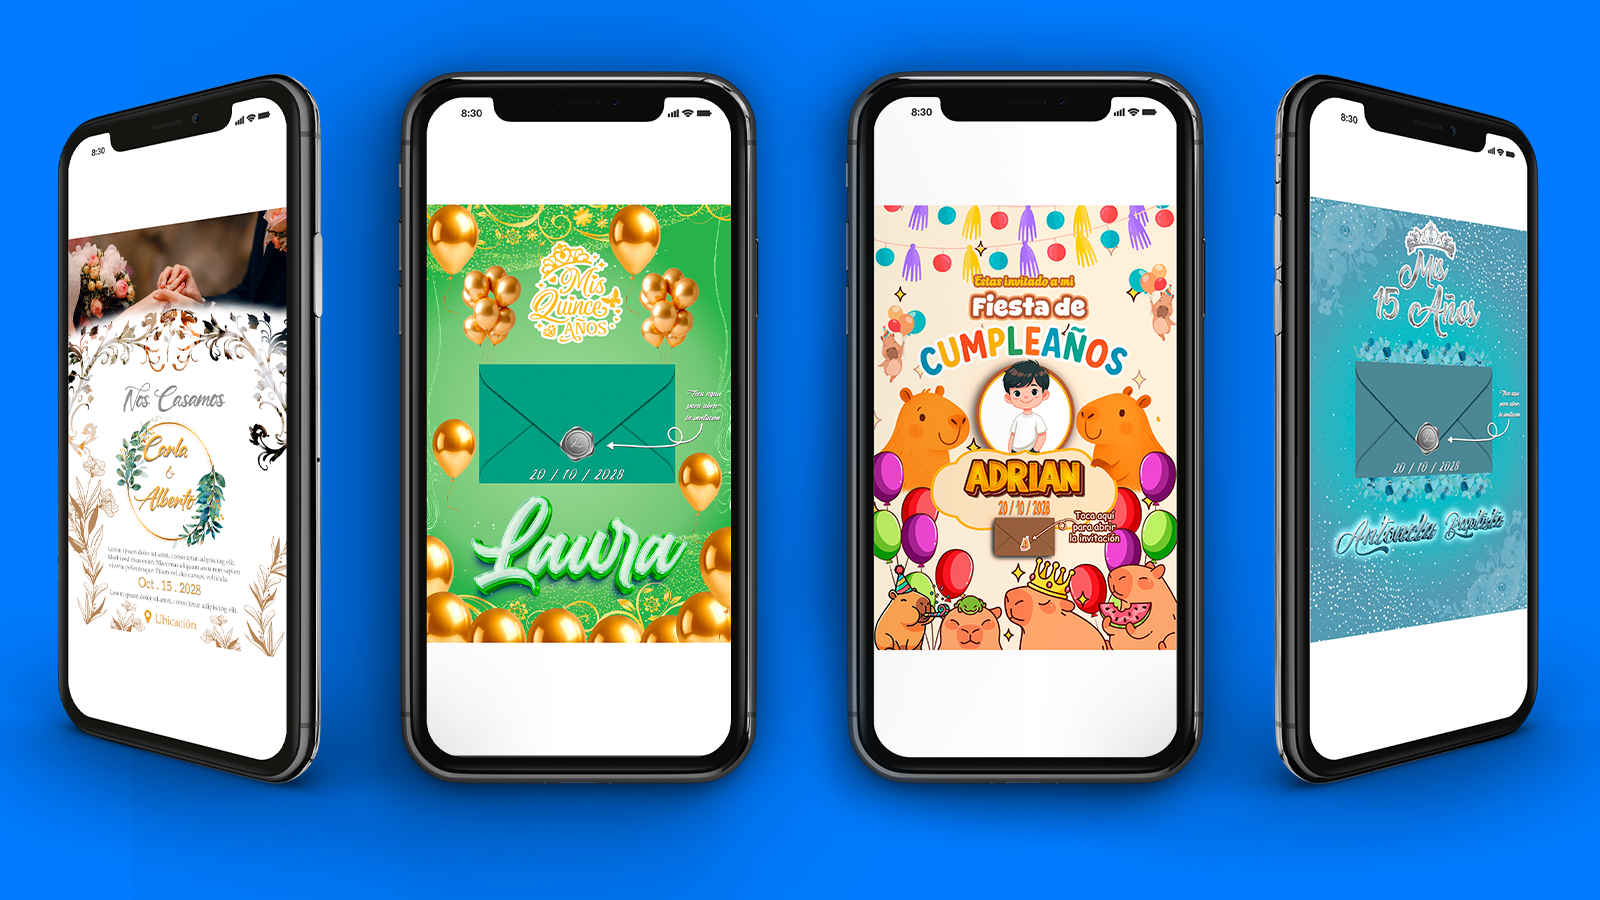 8:30
Nos Casamos
Carla
&
Alberto
Lorem ipsum dolor sit amet, consectetur adipiscing elit.
Oct . 15 . 2028
Lorem ipsum dolor sit amet, consectetur adipiscing elit.
Ubicación
8:30
Mis
Quince
AÑOS
Toca aquí
para abrir
la invitación
20 / 10 / 2028
Laura
8:30
Estas invitado a mi
Fiesta de
CUMPLEAÑOS
ADRIAN
20 / 10 / 2028
Toca aquí
para abrir
la invitación
8:30
Mis
15 Años
Toca aquí
para abrir
la invitación
20 / 10 / 2028
Antonela Bautista